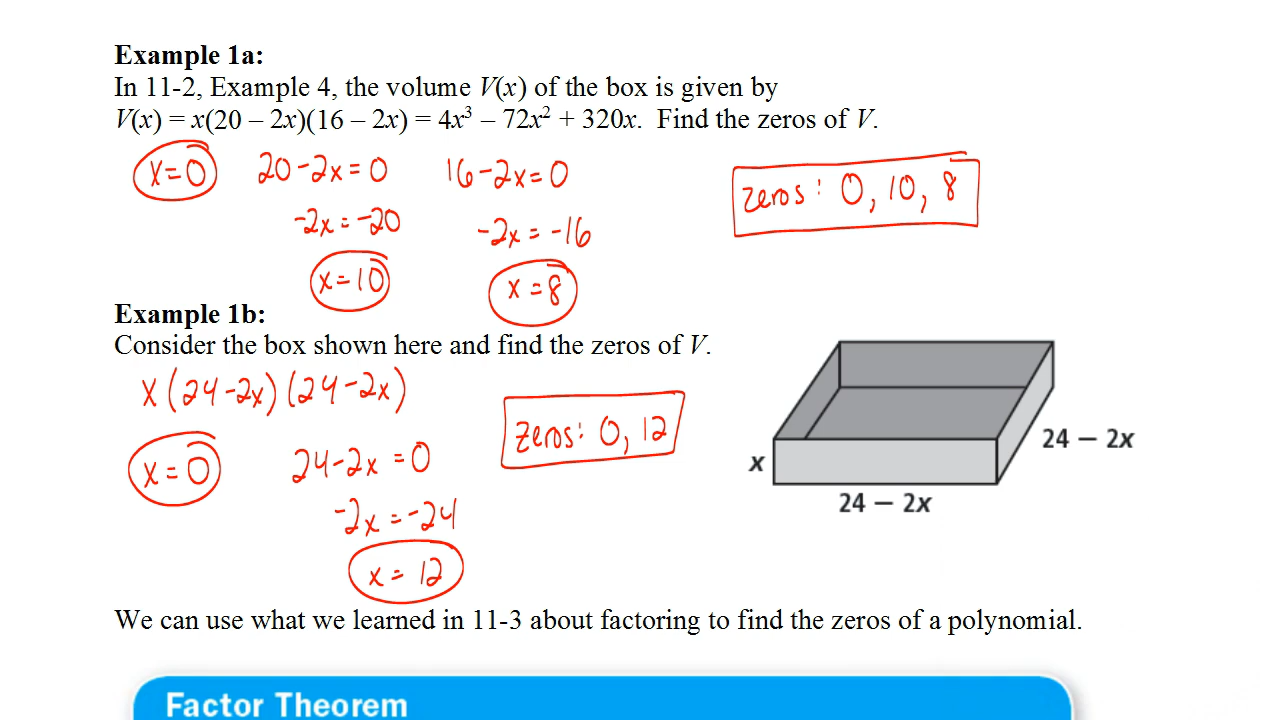 Example 1a:
In 11-2, Example 4, the volume V(x) of the box is given by
V(x) = x(20 – 2x)(16 – 2x) = 4x³ – 72x² + 320x. Find the zeros of V.
x=0 20-2x=0 16-2x=0
zeros: 0, 10, 8
-2x=-20 -2x=-16
x=10 x=8
Example 1b:
Consider the box shown here and find the zeros of V.
x(24-2x)(24-2x)
zeros: 0, 12
x=0 24-2x=0
-2x=-24
x=12
x
24 – 2x
24 – 2x
We can use what we learned in 11-3 about factoring to find the zeros of a polynomial.
Factor Theorem